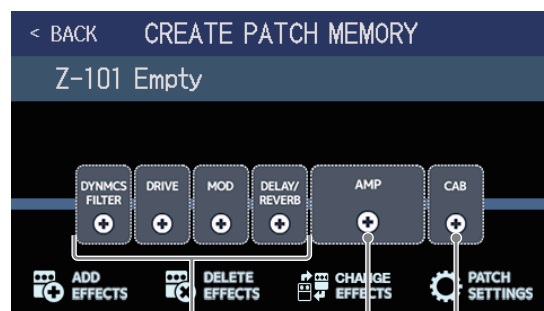 < BACK CREATE PATCH MEMORY
Z-101 Empty
DYNMCS
FILTER
DRIVE
MOD
DELAY/
REVERB
AMP
CAB
ADD
EFFECTS
DELETE
EFFECTS
CHANGE
EFFECTS
PATCH
SETTINGS